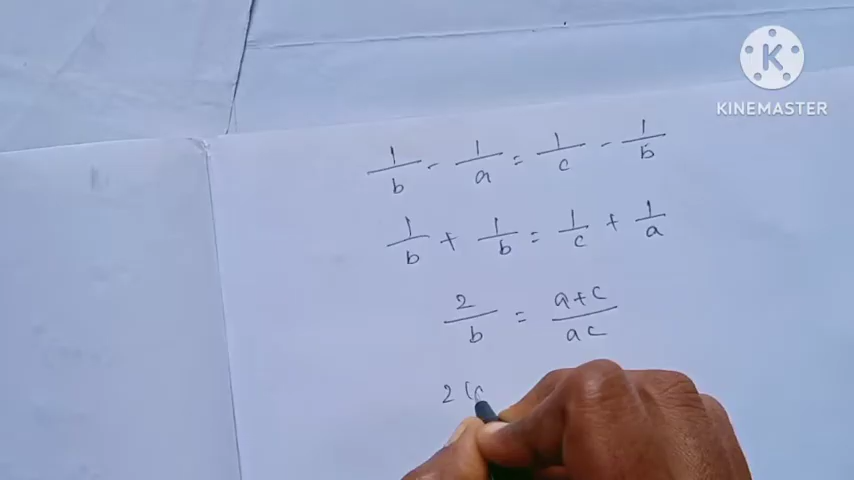 K
KINEMASTER
1/b - 1/a = 1/c - 1/b
1/b + 1/b = 1/c + 1/a
2/b = a+c/ac
2 (